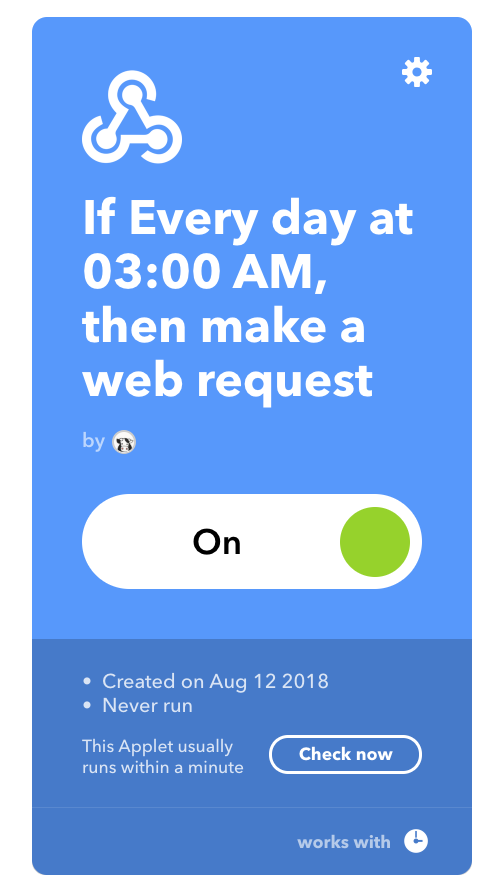 If Every day at
03:00 AM,
then make a
web request
by
On
• Created on Aug 12 2018
• Never run
This Applet usually
runs within a minute
Check now
works with